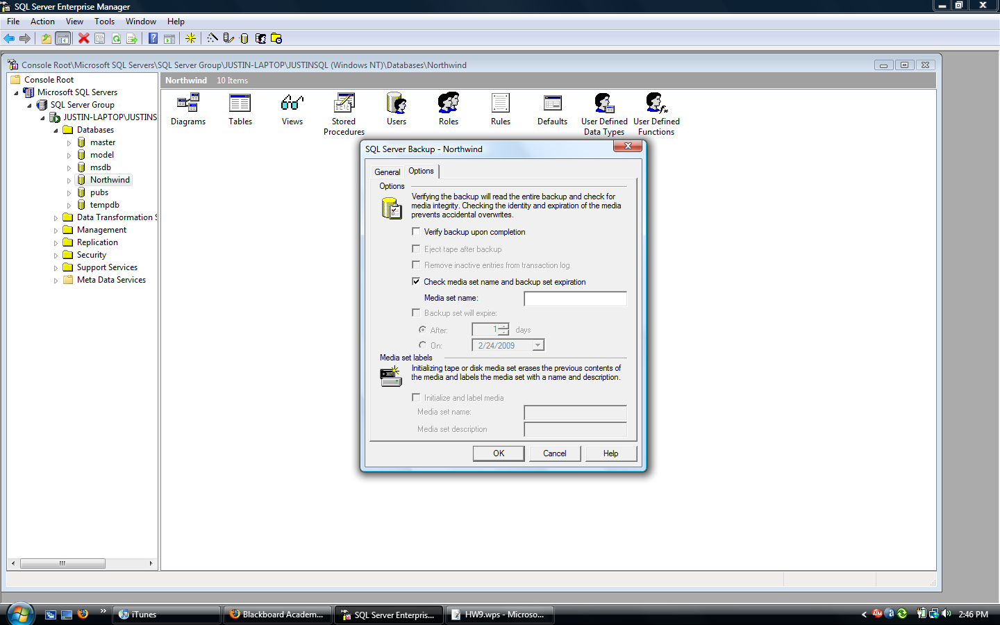 SQL Server Enterprise Manager
File Action View Tools Window Help
Console Root\Microsoft SQL Servers\SQL Server Group\JUSTIN-LAPTOP\JUSTINSQL (Windows NT)\Databases\Northwind
Console Root
Microsoft SQL Servers
SQL Server Group
JUSTIN-LAPTOP\JUSTINS
Databases
master
model
msdb
Northwind
pubs
tempdb
Data Transformation S
Management
Replication
Security
Support Services
Meta Data Services
Northwind 10 Items
Diagrams Tables Views Stored Procedures Users Roles Rules Defaults User Defined Data Types User Defined Functions
SQL Server Backup - Northwind
General Options
Options
Verifying the backup will read the entire backup and check for
media integrity. Checking the identity and expiration of the media
prevents accidental overwrites.
Verify backup upon completion
Eject tape after backup
Remove inactive entries from transaction log
Check media set name and backup set expiration
Media set name:
Backup set will expire:
After: 1 days
On: 2/24/2009
Media set labels
Initializing tape or disk media set erases the previous contents of
the media and labels the media set with a name and description.
Initialize and label media
Media set name:
Media set description
OK Cancel Help
iTunes Blackboard Academ... SQL Server Enterpris... HW9.wps - Microso... 2:46 PM